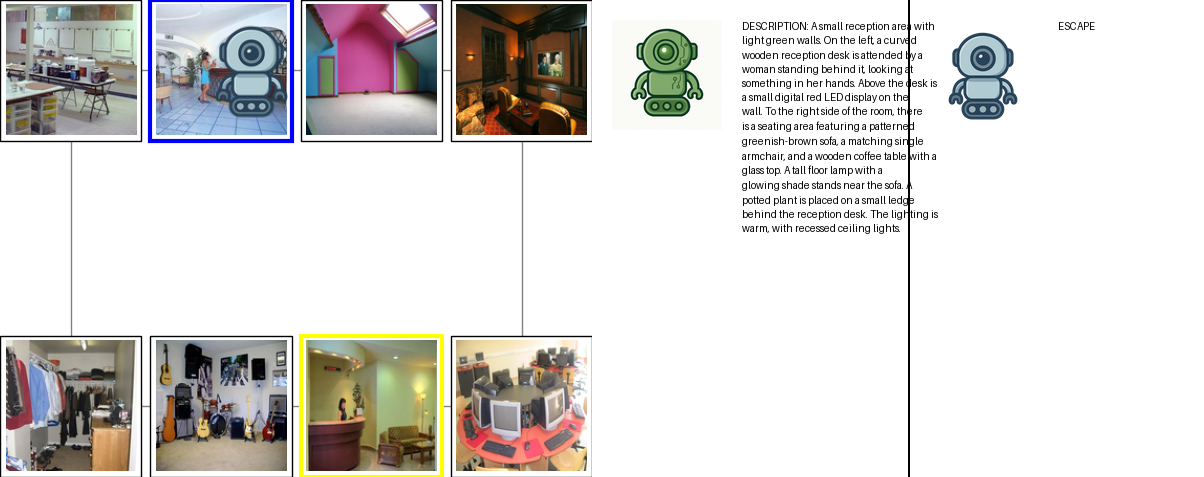 DESCRIPTION: A small reception area with
light green walls. On the left, a curved
wooden reception desk is attended by a
woman standing behind it, looking at
something in her hands. Above the desk is
a small digital red LED display on the
wall. To the right side of the room, there
is a seating area featuring a patterned
greenish-brown sofa, a matching single
armchair, and a wooden coffee table with a
glass top. A tall floor lamp with a
glowing shade stands near the sofa. A
potted plant is placed on a small ledge
behind the reception desk. The lighting is
warm, with recessed ceiling lights.
ESCAPE